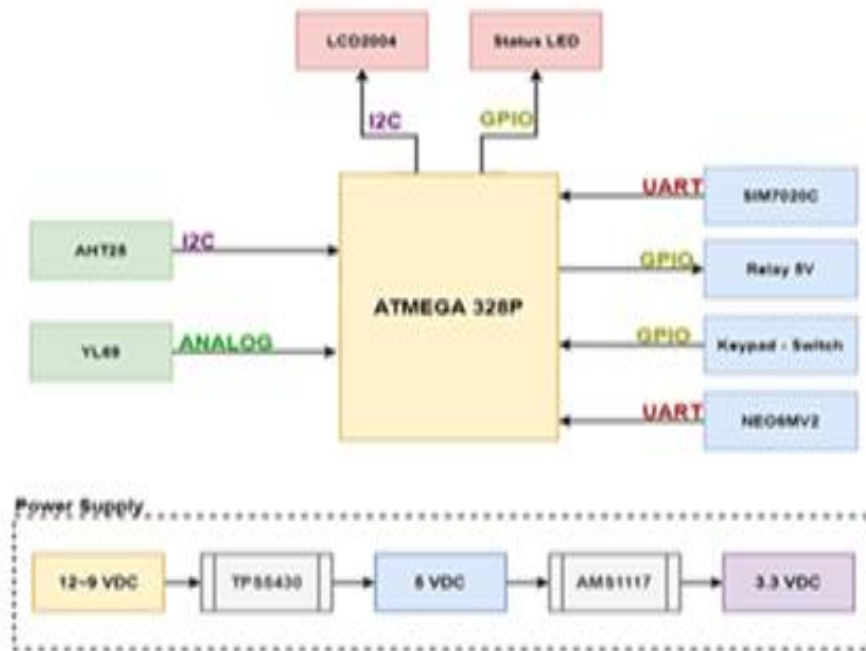 LCD2004
Status LED
I2C
GPIO
UART
SIM7020C
AHT25
I2C
GPIO
Relay 5V
ATMEGA 328P
YL69
ANALOG
GPIO
Keypad - Switch
UART
NEO6MV2
Power Supply
12~9 VDC
TPS5430
5 VDC
AMS1117
3.3 VDC